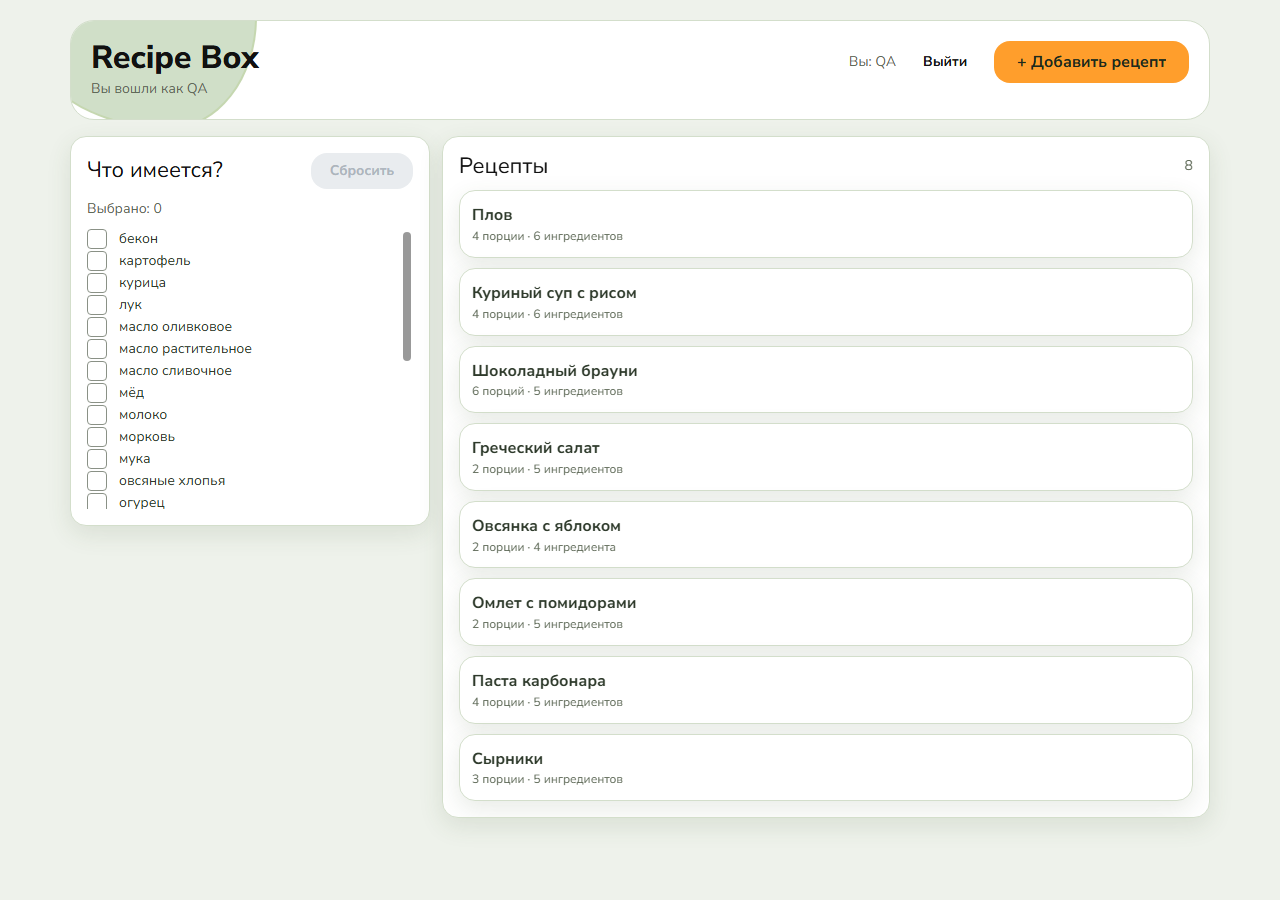 Recipe Box
Вы вошли как QA
Вы: QA
Выйти
+ Добавить рецепт
Что имеется?
Сбросить
Выбрано: 0
бекон
картофель
курица
лук
масло оливковое
масло растительное
масло сливочное
мёд
молоко
морковь
мука
овсяные хлопья
огурец
Рецепты
8
Плов
4 порции · 6 ингредиентов
Куриный суп с рисом
4 порции · 6 ингредиентов
Шоколадный брауни
6 порций · 5 ингредиентов
Греческий салат
2 порции · 5 ингредиентов
Овсянка с яблоком
2 порции · 4 ингредиента
Омлет с помидорами
2 порции · 5 ингредиентов
Паста карбонара
4 порции · 5 ингредиентов
Сырники
3 порции · 5 ингредиентов